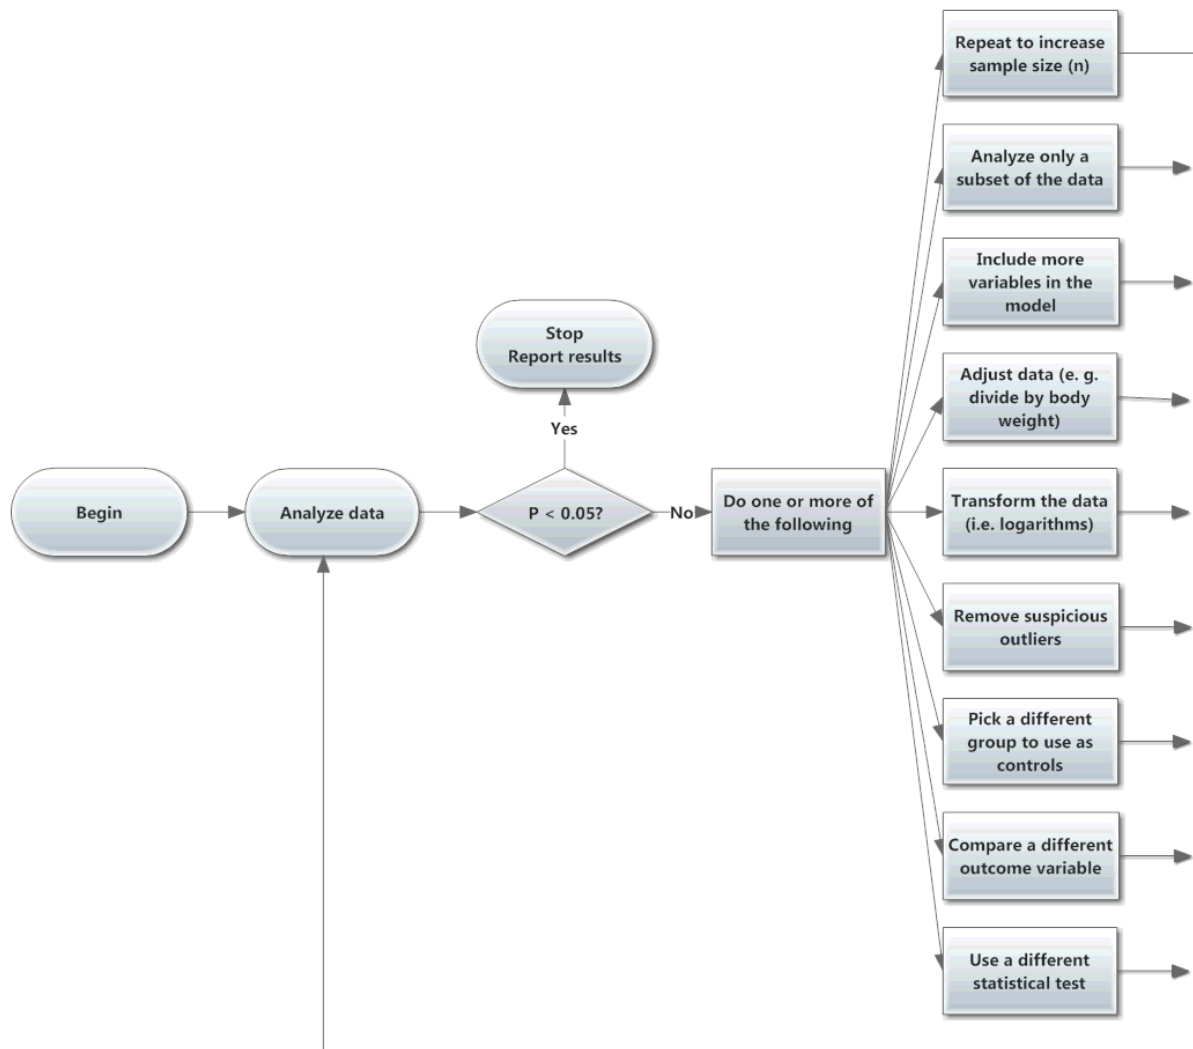 Begin
Analyze data
P < 0.05?
Yes
Stop
Report results
No
Do one or more of
the following
Repeat to increase
sample size (n)
Analyze only a
subset of the data
Include more
variables in the
model
Adjust data (e. g.
divide by body
weight)
Transform the data
(i.e. logarithms)
Remove suspicious
outliers
Pick a different
group to use as
controls
Compare a different
outcome variable
Use a different
statistical test